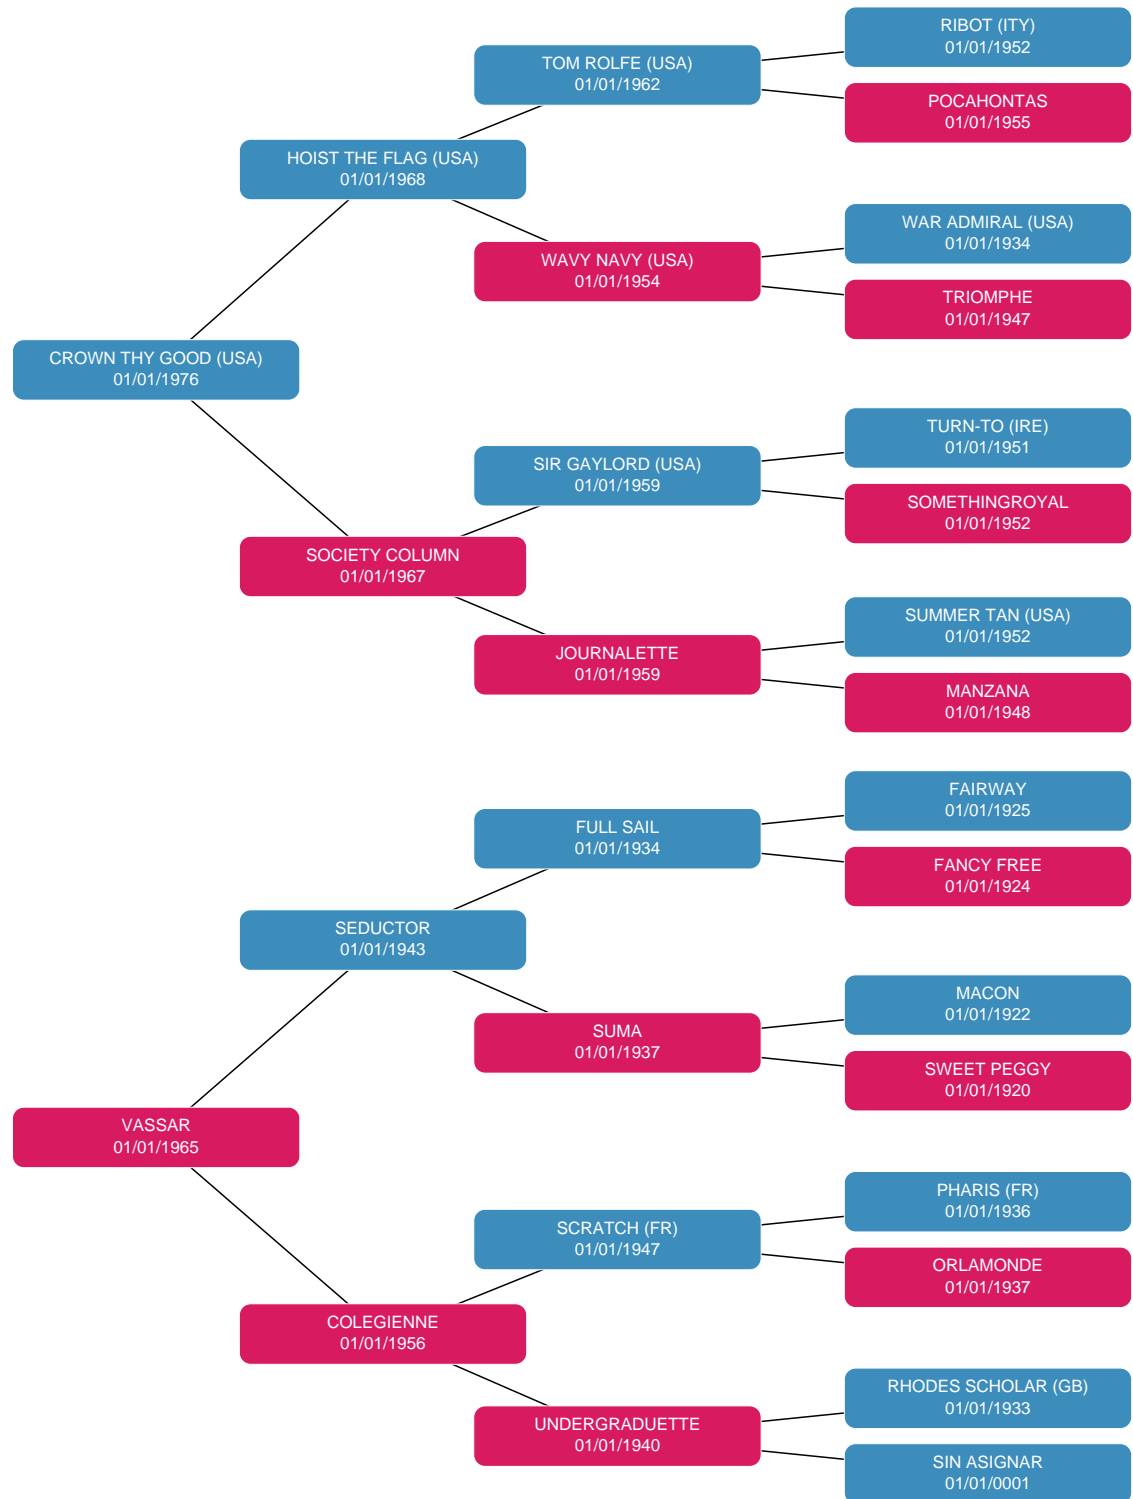 RIBOT (ITY)
01/01/1952
TOM ROLFE (USA)
01/01/1962
POCAHONTAS
01/01/1955
HOIST THE FLAG (USA)
01/01/1968
WAR ADMIRAL (USA)
01/01/1934
WAVY NAVY (USA)
01/01/1954
TRIOMPHE
01/01/1947
CROWN THY GOOD (USA)
01/01/1976
TURN-TO (IRE)
01/01/1951
SIR GAYLORD (USA)
01/01/1959
SOMETHINGROYAL
01/01/1952
SOCIETY COLUMN
01/01/1967
SUMMER TAN (USA)
01/01/1952
JOURNALETTE
01/01/1959
MANZANA
01/01/1948
FAIRWAY
01/01/1925
FULL SAIL
01/01/1934
FANCY FREE
01/01/1924
SEDUCTOR
01/01/1943
MACON
01/01/1922
SUMA
01/01/1937
SWEET PEGGY
01/01/1920
VASSAR
01/01/1965
PHARIS (FR)
01/01/1936
SCRATCH (FR)
01/01/1947
ORLAMONDE
01/01/1937
COLEGIENNE
01/01/1956
RHODES SCHOLAR (GB)
01/01/1933
UNDERGRADUETTE
01/01/1940
SIN ASIGNAR
01/01/0001